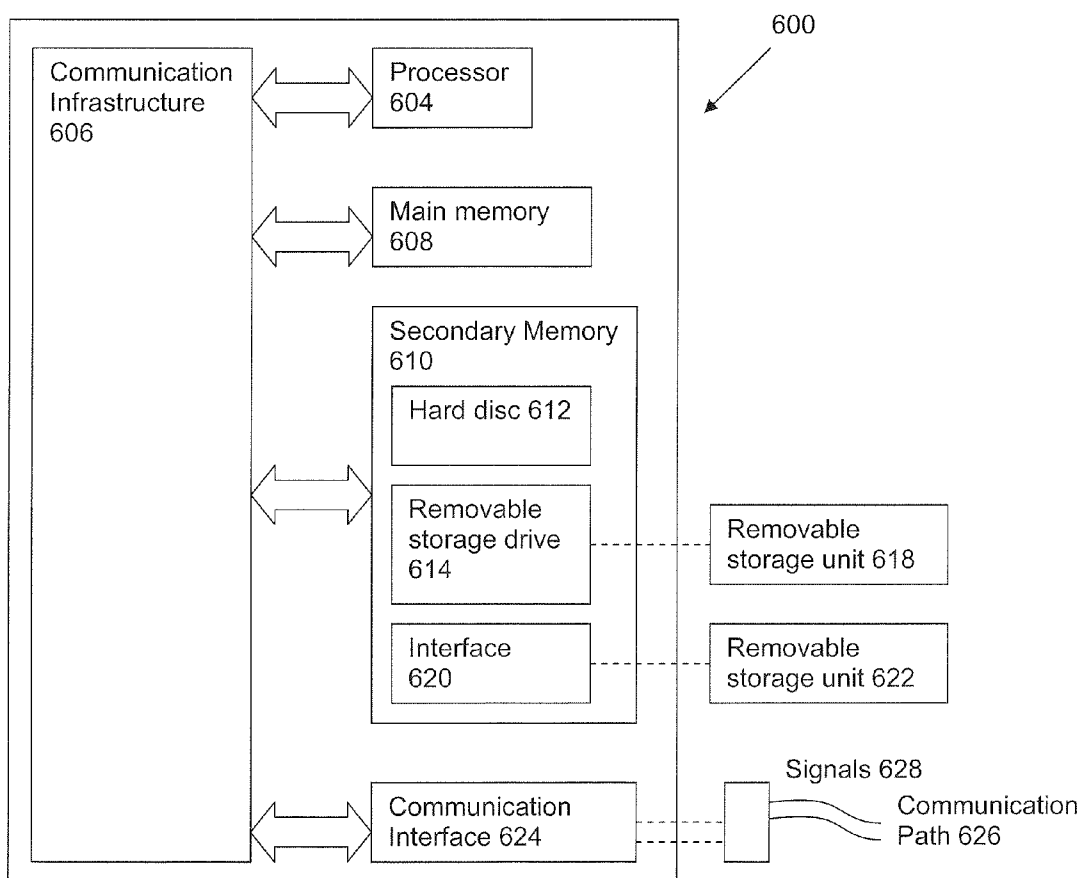 600
Communication
Infrastructure
606
Processor
604
Main memory
608
Secondary Memory
610
Hard disc 612
Removable
storage drive
614
Removable
storage unit 618
Interface
620
Removable
storage unit 622
Communication
Interface 624
Signals 628
Communication
Path 626